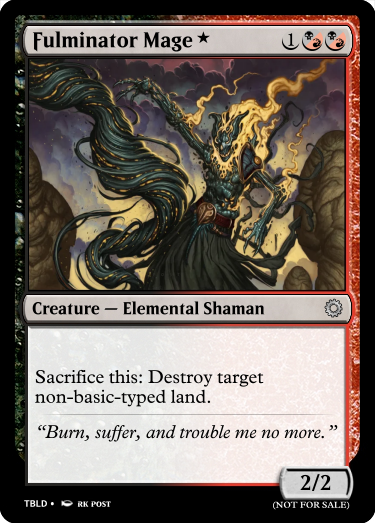 Fulminator Mage ★ 1
Creature — Elemental Shaman
Sacrifice this: Destroy target
non-basic-typed land.
“Burn, suffer, and trouble me no more.”
2/2
TBLD • RK POST
(NOT FOR SALE)